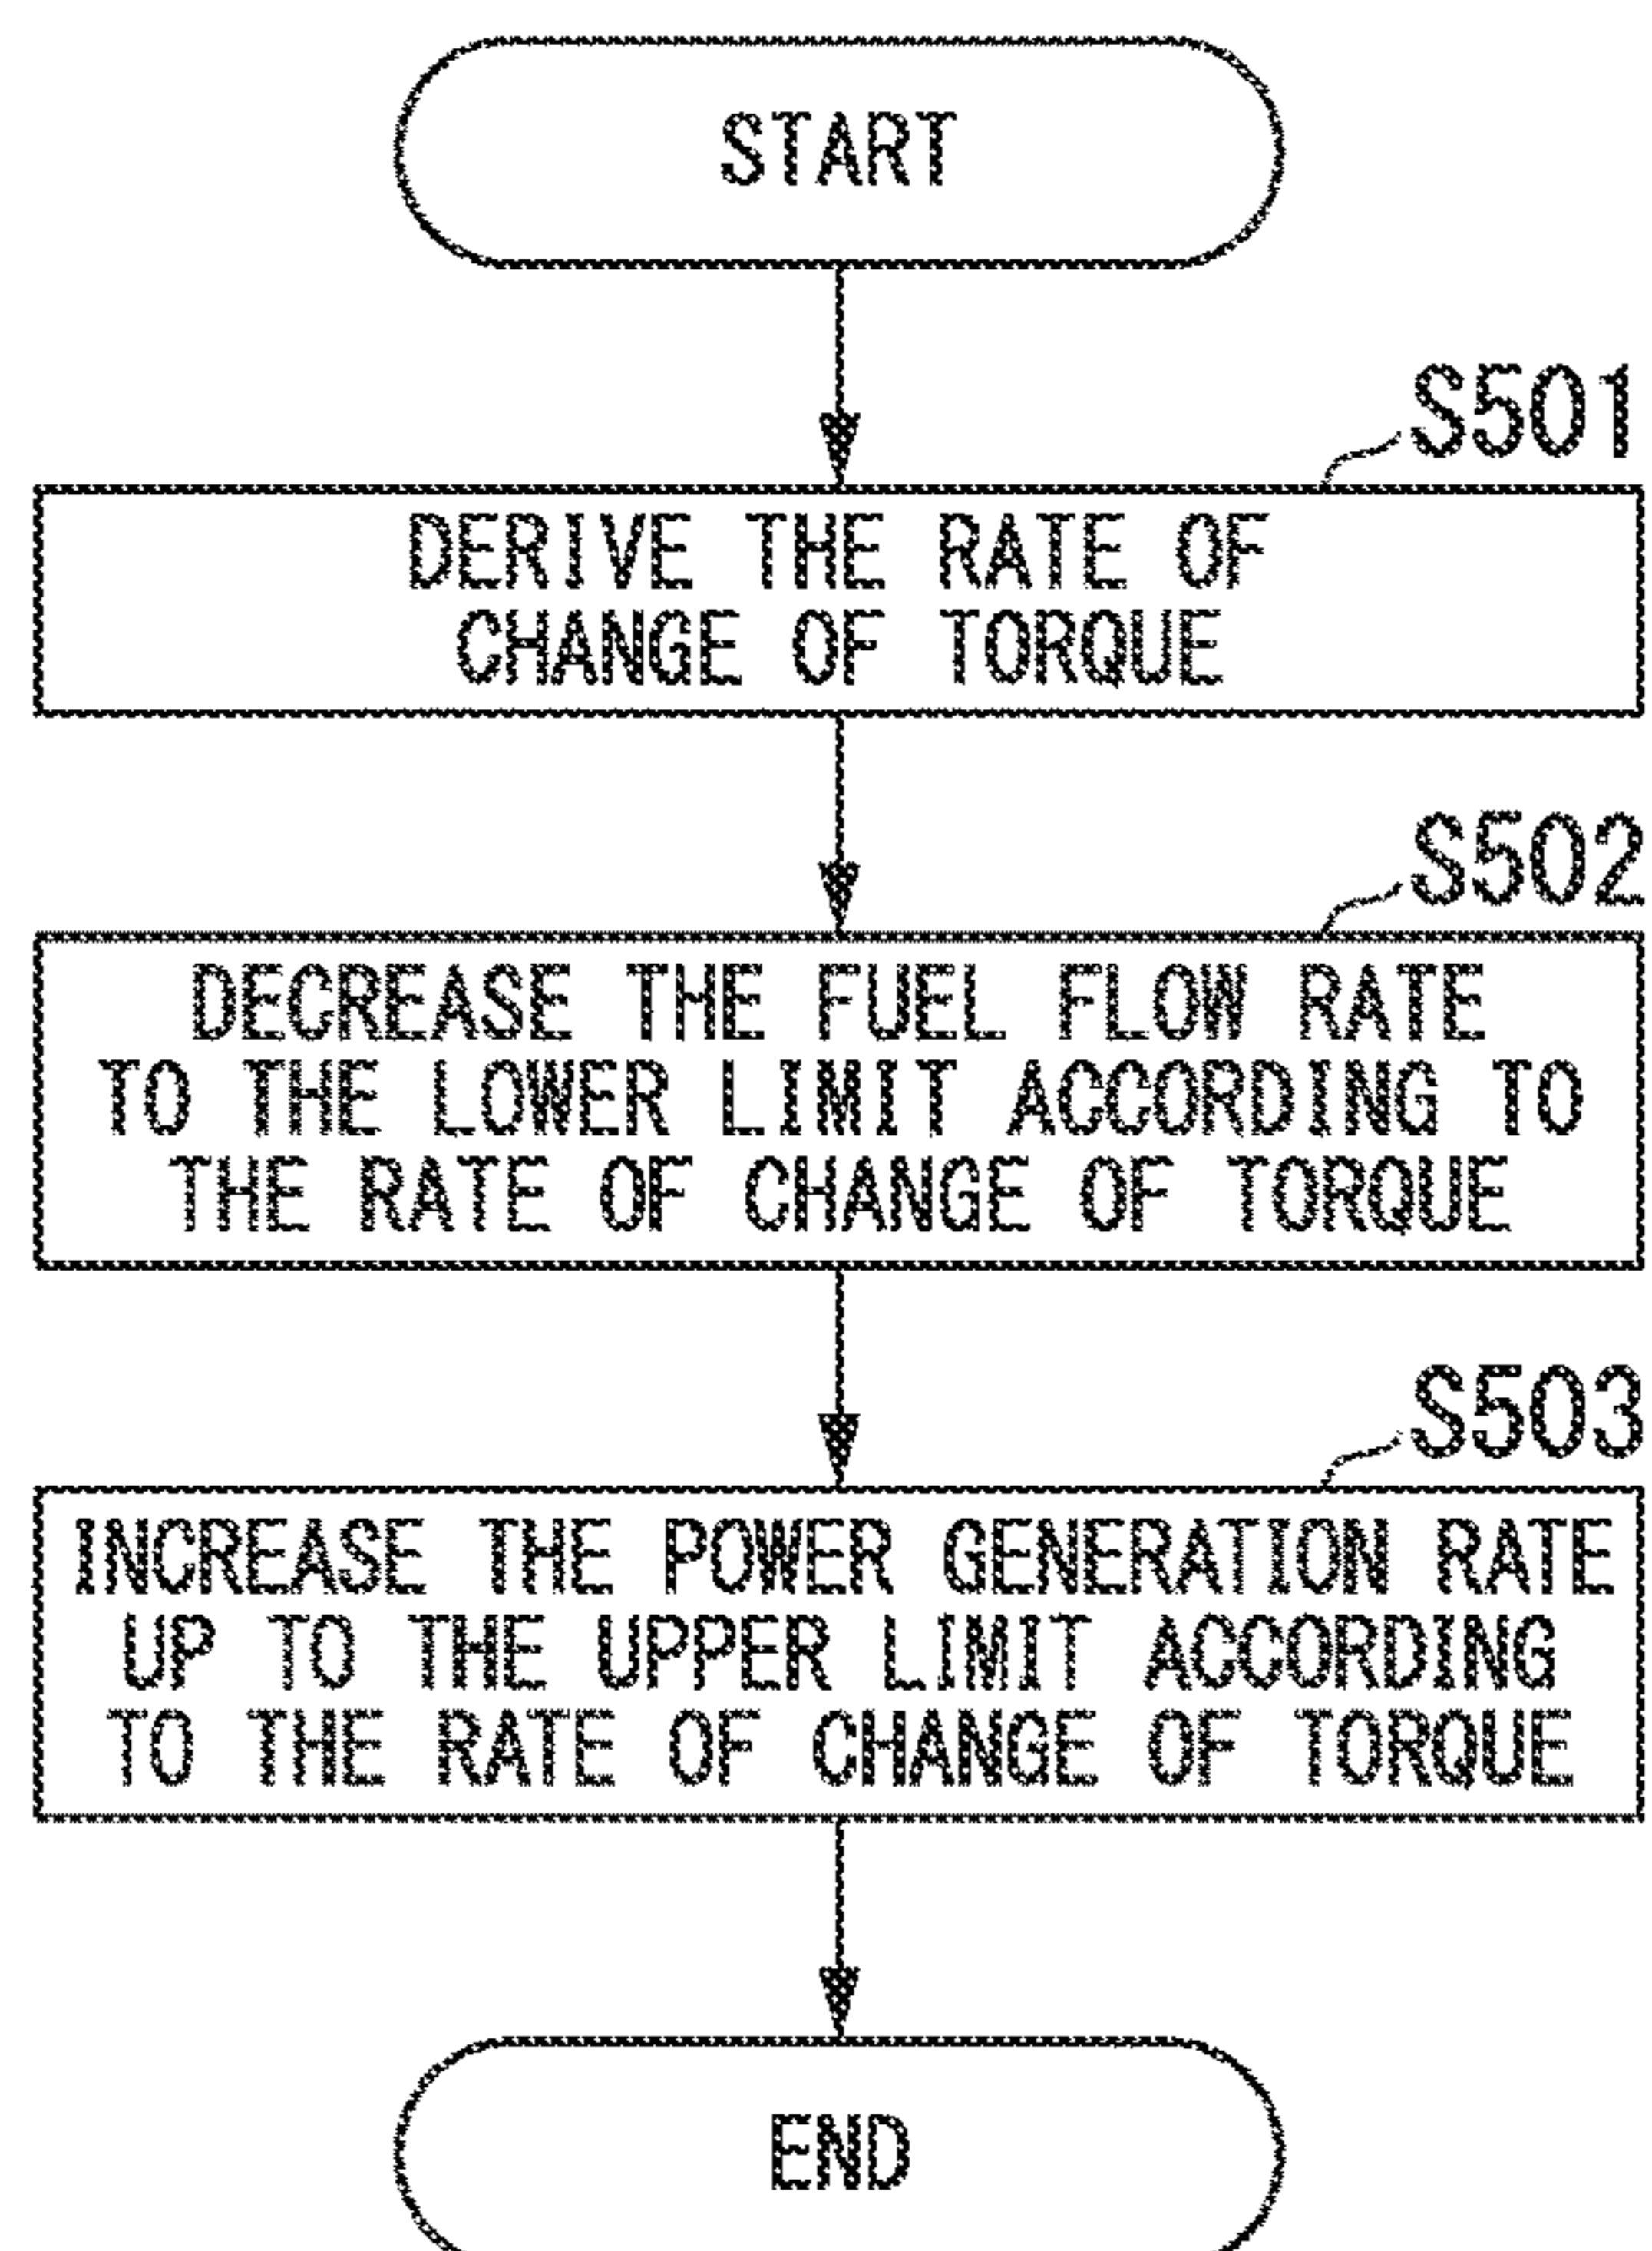 START
S501
DERIVE THE RATE OF
CHANGE OF TORQUE
S502
DECREASE THE FUEL FLOW RATE
TO THE LOWER LIMIT ACCORDING TO
THE RATE OF CHANGE OF TORQUE
S503
INCREASE THE POWER GENERATION RATE
UP TO THE UPPER LIMIT ACCORDING
TO THE RATE OF CHANGE OF TORQUE
END